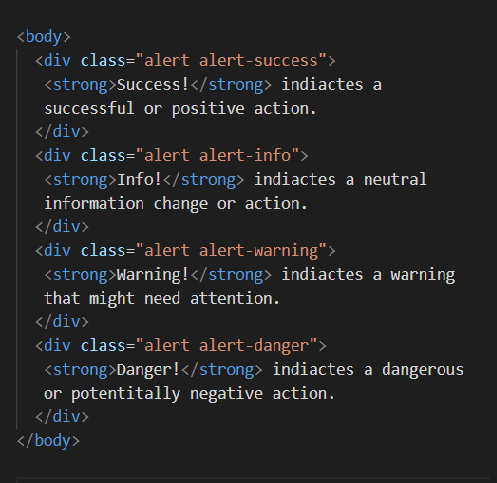 <body>
<div class="alert alert-success">
<strong>Success!</strong> indiactes a
successful or positive action.
</div>
<div class="alert alert-info">
<strong>Info!</strong> indiactes a neutral
information change or action.
</div>
<div class="alert alert-warning">
<strong>Warning!</strong> indiactes a warning
that might need attention.
</div>
<div class="alert alert-danger">
<strong>Danger!</strong> indiactes a dangerous
or potentitally negative action.
</div>
</body>